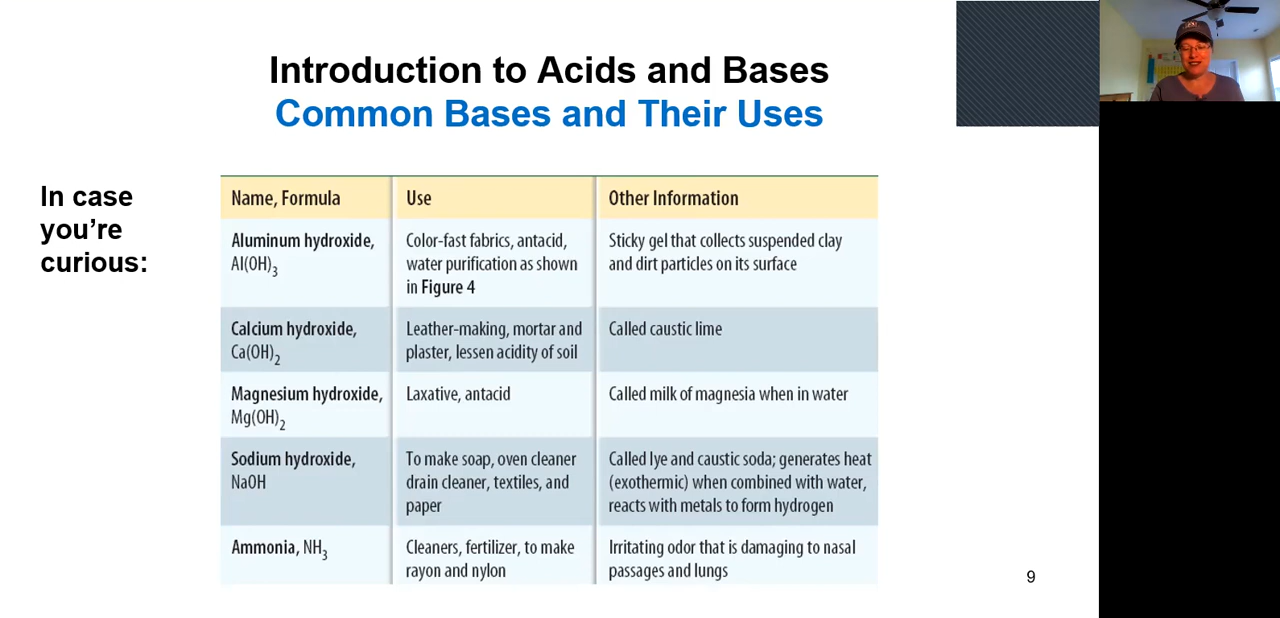 Introduction to Acids and Bases
Common Bases and Their Uses
In case
you’re
curious:
Name, Formula
Use
Other Information
Aluminum hydroxide,
Al(OH)₃
Color-fast fabrics, antacid,
water purification as shown
in Figure 4
Sticky gel that collects suspended clay
and dirt particles on its surface
Calcium hydroxide,
Ca(OH)₂
Leather-making, mortar and
plaster, lessen acidity of soil
Called caustic lime
Magnesium hydroxide,
Mg(OH)₂
Laxative, antacid
Called milk of magnesia when in water
Sodium hydroxide,
NaOH
To make soap, oven cleaner
drain cleaner, textiles, and
paper
Called lye and caustic soda; generates heat
(exothermic) when combined with water,
reacts with metals to form hydrogen
Ammonia, NH₃
Cleaners, fertilizer, to make
rayon and nylon
Irritating odor that is damaging to nasal
passages and lungs
9